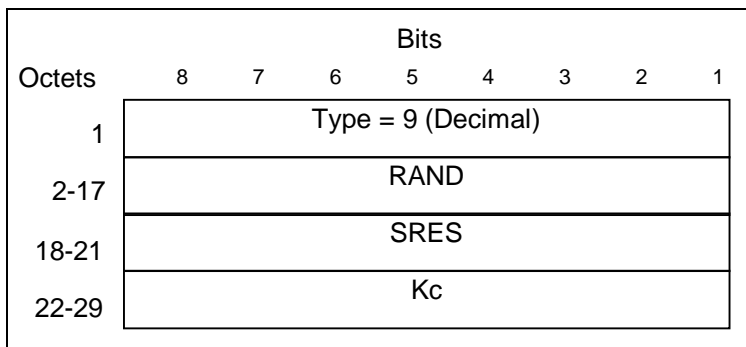 Bits
Octets 8 7 6 5 4 3 2 1
1 Type = 9 (Decimal)
2-17 RAND
18-21 SRES
22-29 Kc